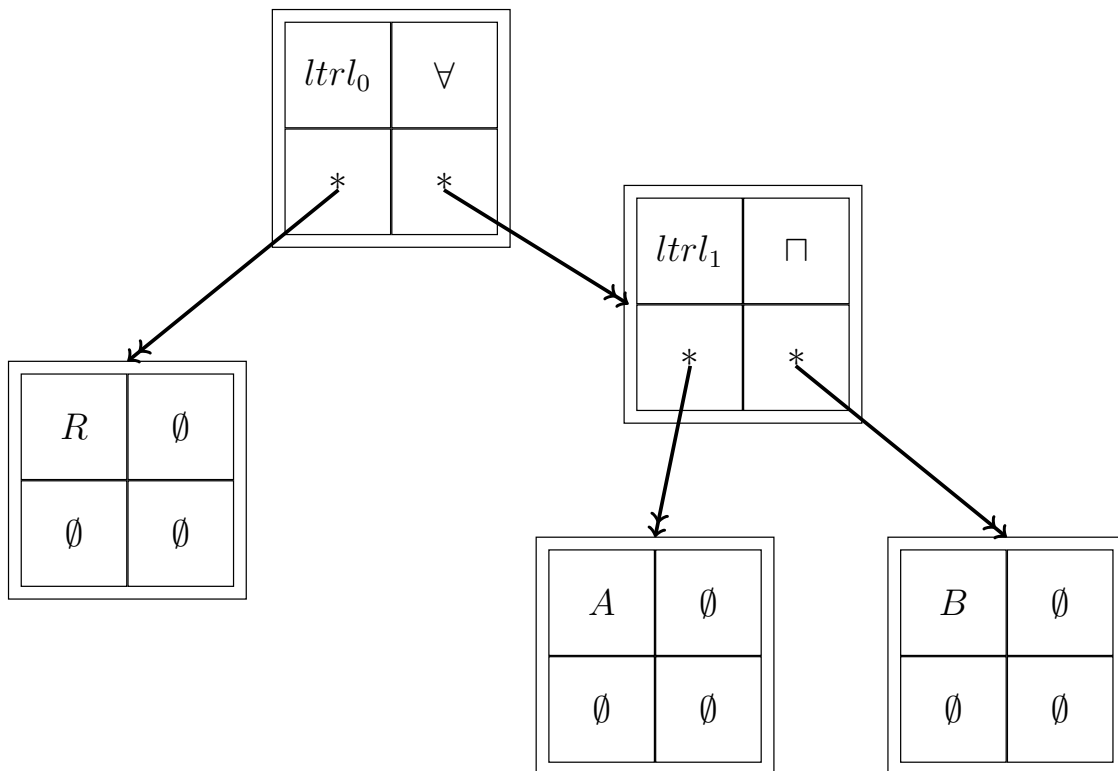 ltrl₀ ∀
* *
ltrl₁ ⊓
* *
R ∅
∅ ∅
A ∅
∅ ∅
B ∅
∅ ∅